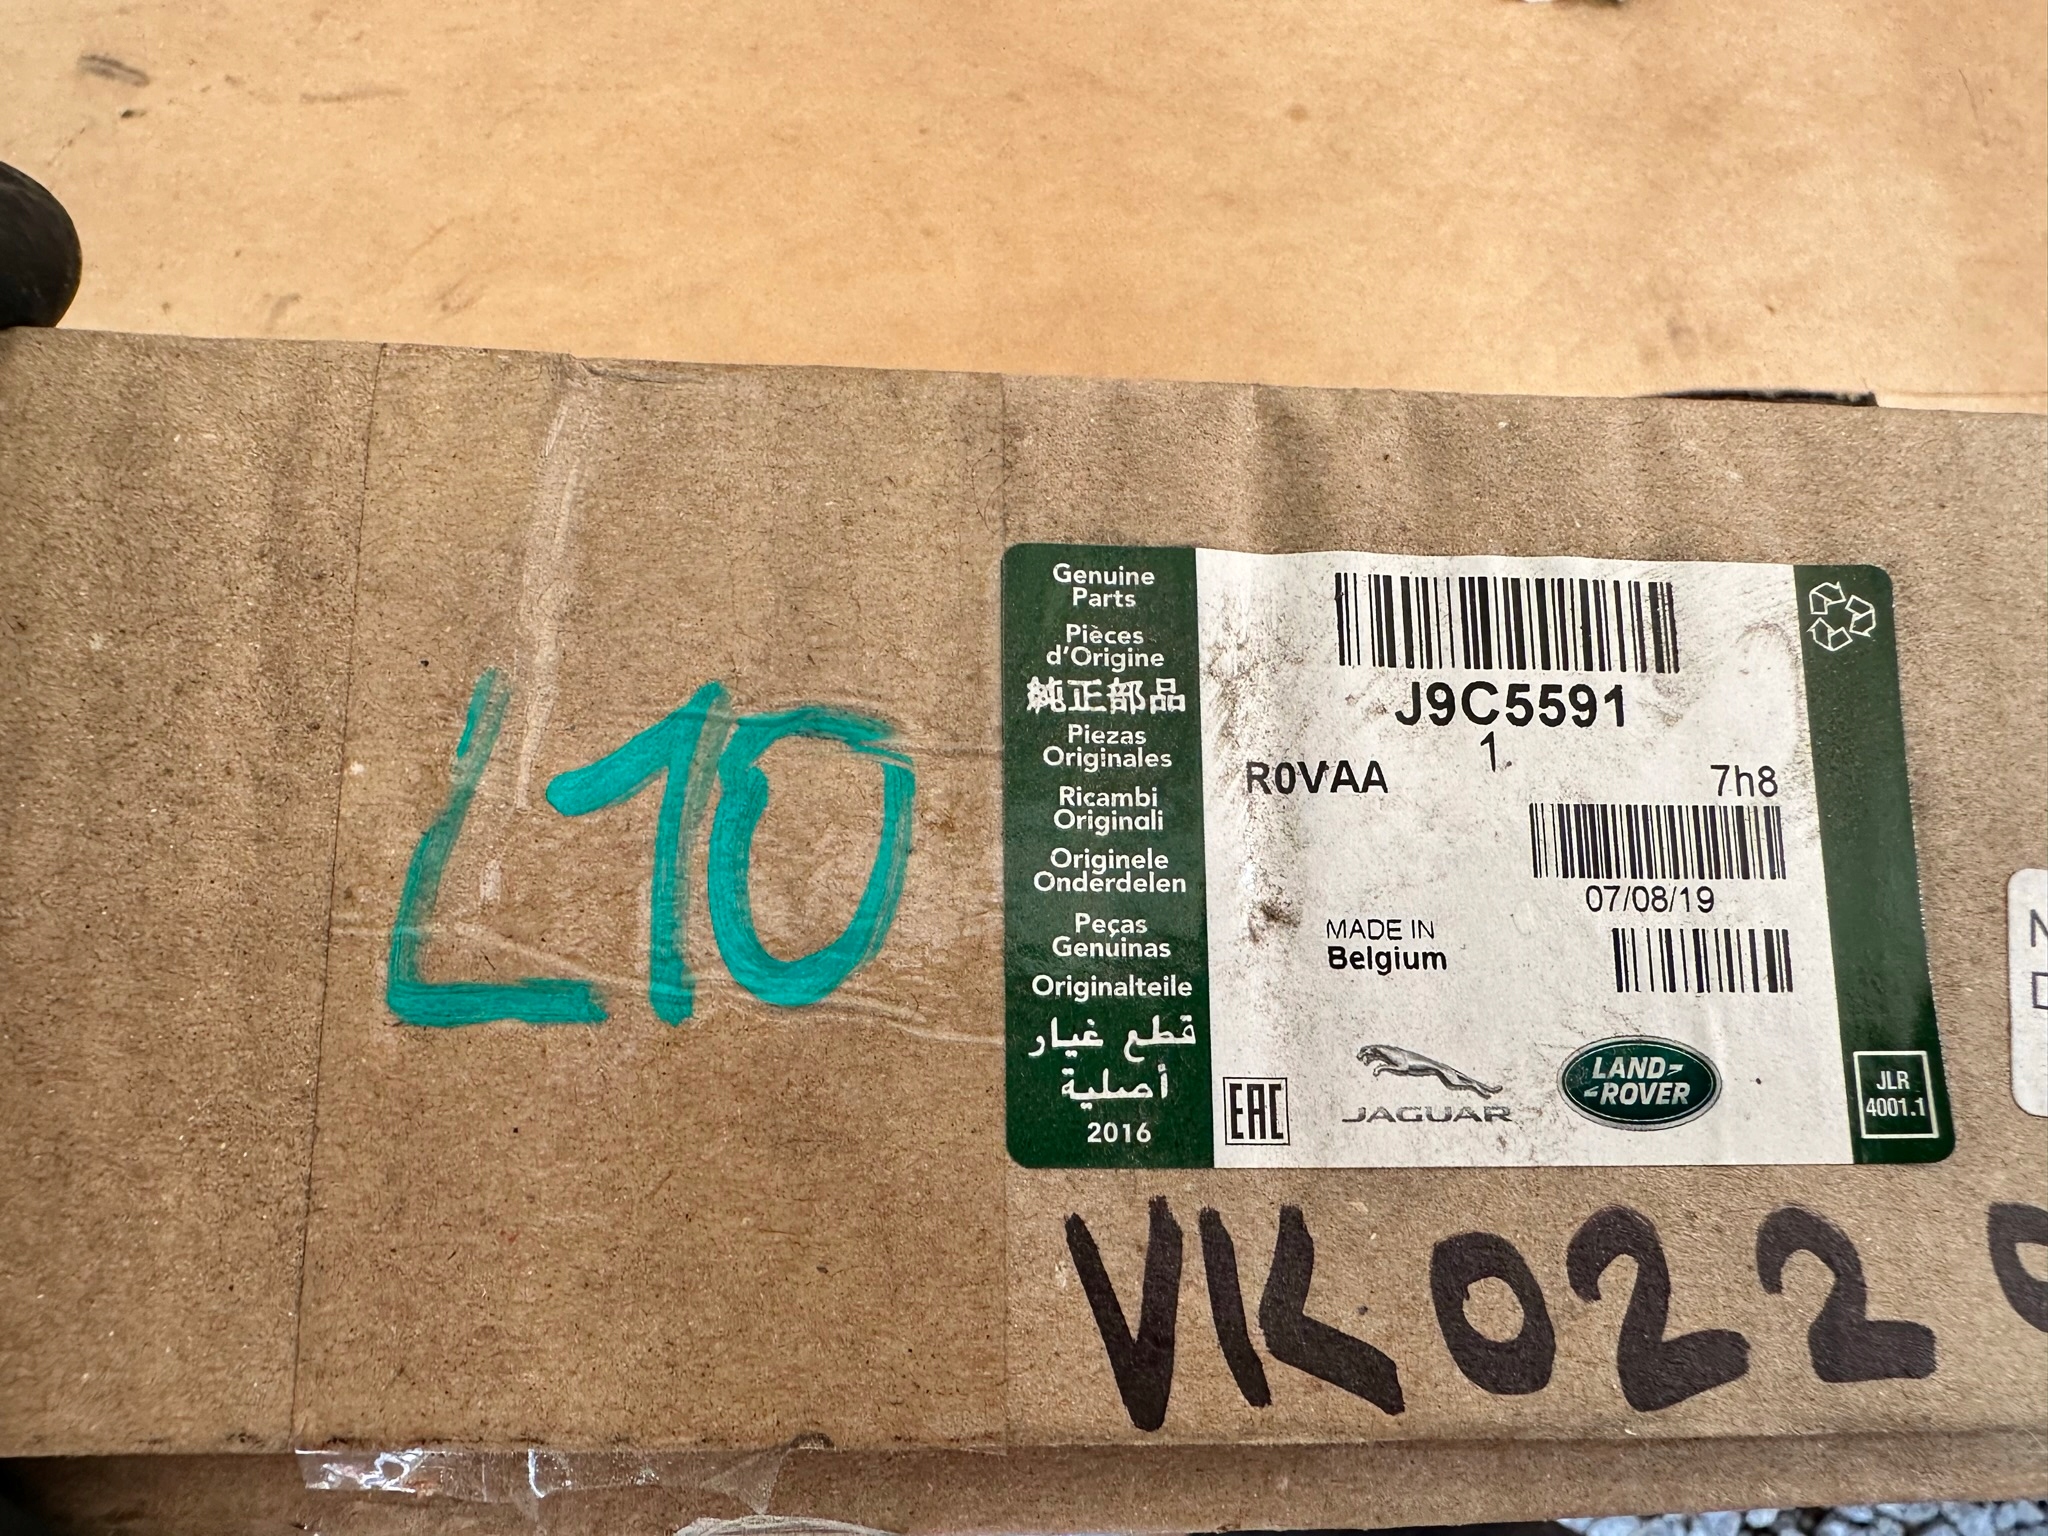 L10
Genuine
Parts
Pièces
d'Origine
純正部品
Piezas
Originales
Ricambi
Originali
Originele
Onderdelen
Peças
Genuinas
Originalteile
قطع غيار
أصلية
2016
J9C5591
1.
R0VAA 7h8
07/08/19
MADE IN
Belgium
EAC
JAGUAR
LAND-
-ROVER
JLR
4001.1
VK022